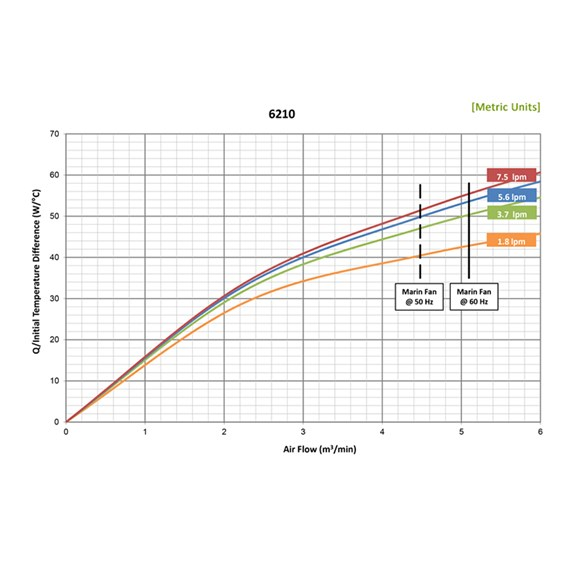 [Metric Units]
6210
70
60
50
40
30
20
10
0
Q/Initial Temperature Difference (W/°C)
7.5 lpm
5.6 lpm
3.7 lpm
1.8 lpm
Marin Fan
@ 50 Hz
Marin Fan
@ 60 Hz
0 1 2 3 4 5 6
Air Flow (m³/min)